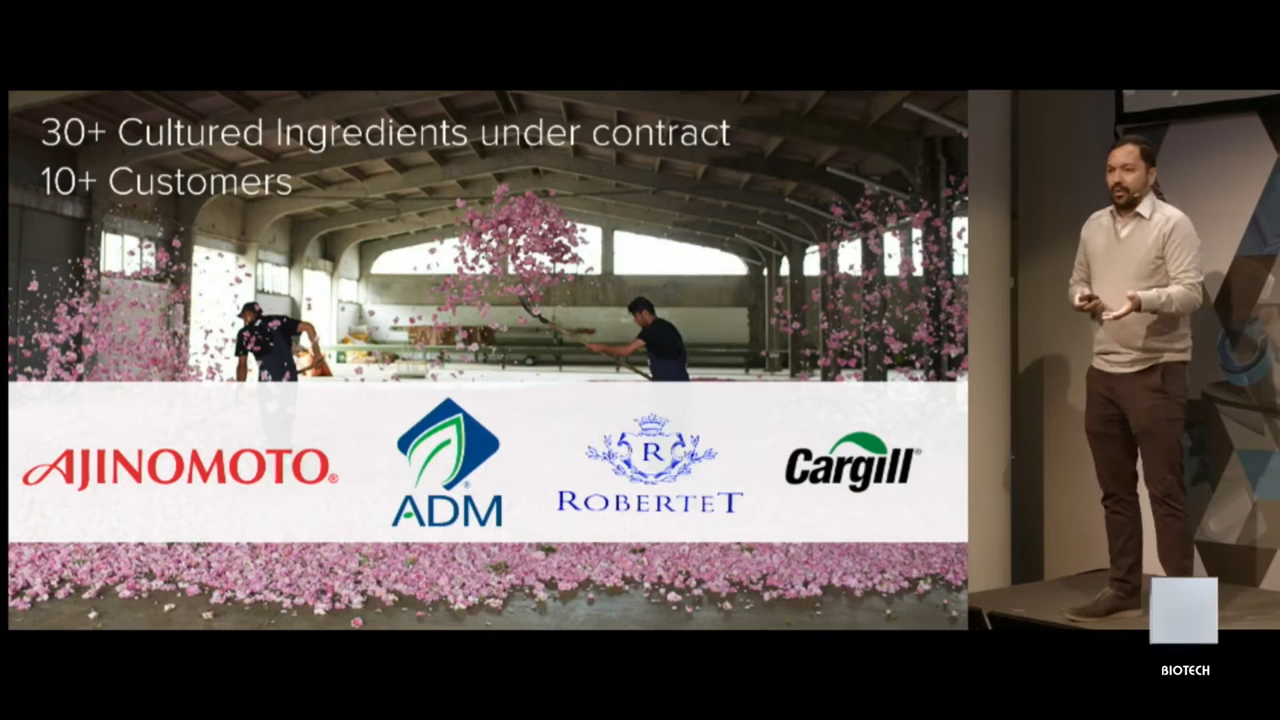 30+ Cultured Ingredients under contract
10+ Customers
AJINOMOTO®
ADM®
R
ROBERTET
Cargill®
BIOTECH